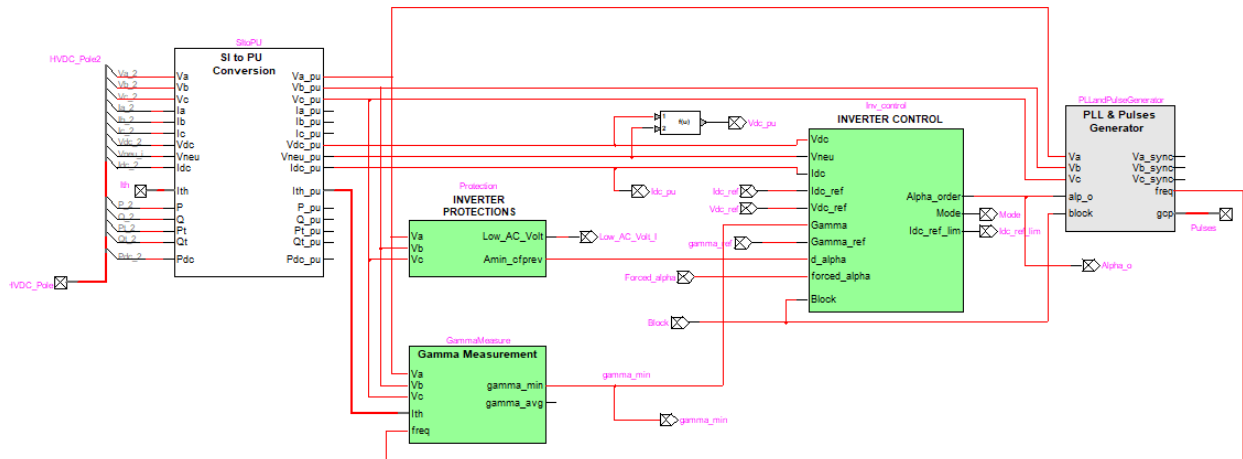 SItoPU
SI to PU
Conversion
HVDC_Pole2
Va_2
Vb_2
Vc_2
Ia_2
Ib_2
Ic_2
Vdc_2
Vneu_i
Idc_2
Ith
P_2
Q_2
Pt_2
Qt_2
Pdc_2
HVDC_Pole
Va
Vb
Vc
Ia
Ib
Ic
Vdc
Vneu
Idc
Ith
P
Q
Pt
Qt
Pdc
Va_pu
Vb_pu
Vc_pu
Ia_pu
Ib_pu
Ic_pu
Vdc_pu
Vneu_pu
Idc_pu
Ith_pu
P_pu
Q_pu
Pt_pu
Qt_pu
Pdc_pu
1
2
f(u)
Vdc_pu
Idc_pu
Protection
INVERTER
PROTECTIONS
Va
Vb
Vc
Low_AC_Volt
Amin_cfprev
Low_AC_Volt_I
GammaMeasure
Gamma Measurement
Va
Vb
Vc
Ith
freq
gamma_min
gamma_avg
gamma_min
gamma_min
Idc_ref
Vdc_ref
gamma_ref
Forced_alpha
Block
Inv_control
INVERTER CONTROL
Vdc
Vneu
Idc
Idc_ref
Vdc_ref
Gamma
Gamma_ref
d_alpha
forced_alpha
Block
Alpha_order
Mode
Idc_ref_lim
Mode
Idc_ref_lim
Alpha_o
PLLandPulseGenerator
PLL & Pulses
Generator
Va
Vb
Vc
alp_o
block
Va_sync
Vb_sync
Vc_sync
freq
gcp
Pulses